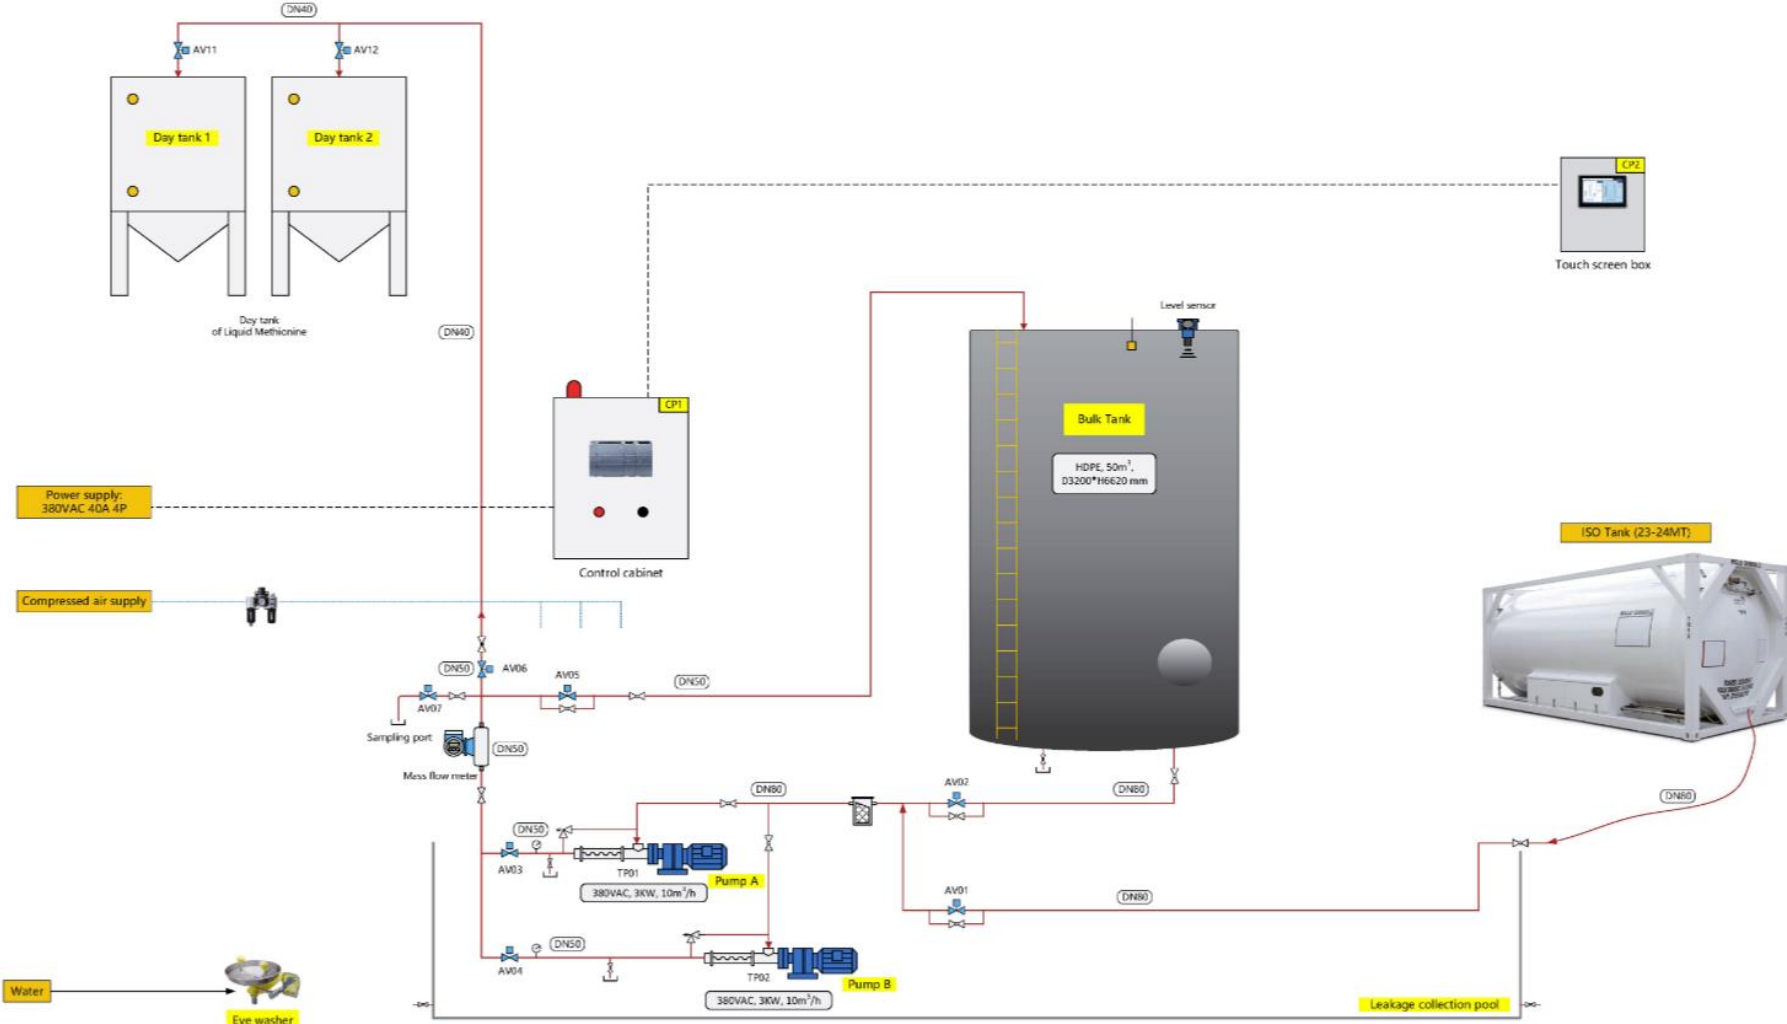 DN40
AV11
AV12
Day tank 1
Day tank 2
CP2
Touch screen box
Day tank
of Liquid Methionine
DN40
Level sensor
CP1
Bulk Tank
HDPE, 50m³,
D3200*H6620 mm
Power supply:
380VAC 40A 4P
Control cabinet
ISO Tank (23-24MT)
Compressed air supply
DN50
AV06
AV05
DN50
AV07
Sampling port
DN50
Mass flow meter
AV02
DN80
DN80
DN80
DN50
AV03
TP01
Pump A
380VAC, 3KW, 10m³/h
AV01
DN80
DN50
AV04
TP02
Pump B
380VAC, 3KW, 10m³/h
Water
Eye washer
Leakage collection pool